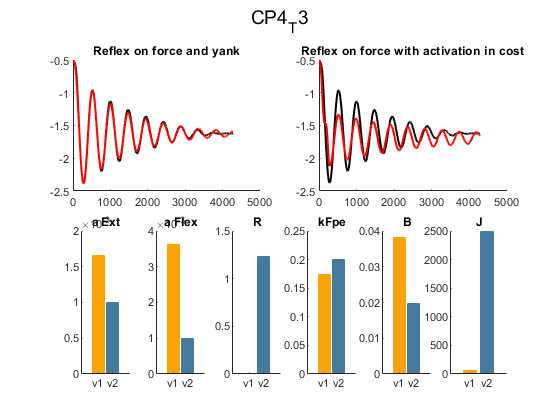 CP4_T3
Reflex on force and yank
Reflex on force with activation in cost
-0.5
-1
-1.5
-2
-2.5
0 1000 2000 3000 4000 5000
-0.5
-1
-1.5
-2
-2.5
0 1000 2000 3000 4000 5000
a Ext
2
1.5
1
0.5
0
v1 v2
a Flex
4
3
2
1
0
v1 v2
R
1.5
1
0.5
0
v1 v2
kFpe
0.25
0.2
0.15
0.1
0.05
0
v1 v2
B
0.04
0.03
0.02
0.01
0
v1 v2
J
2500
2000
1500
1000
500
0
v1 v2